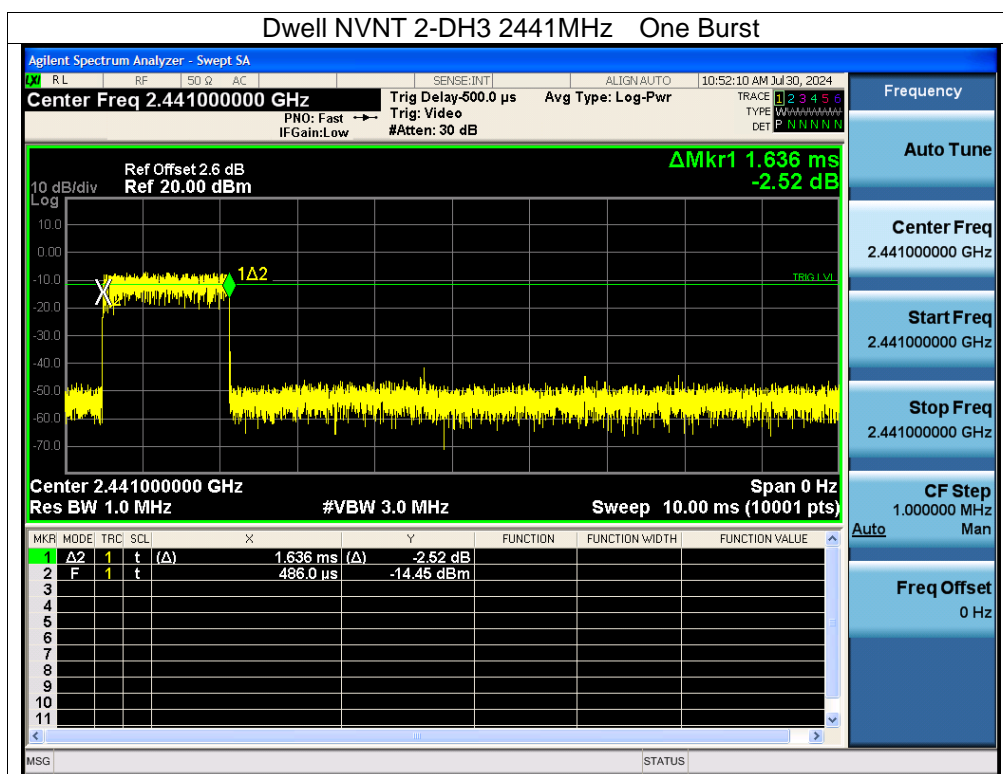 Dwell NVNT 2-DH3 2441MHz One Burst
Agilent Spectrum Analyzer - Swept SA
LXI RL RF 50 Ω AC SENSE:INT ALIGNAUTO 10:52:10 AM Jul 30, 2024
Center Freq 2.441000000 GHz Trig Delay-500.0 µs Avg Type: Log-Pwr TRACE 1 2 3 4 5 6
PNO: Fast Trig: Video TYPE WWWWWW
IFGain:Low #Atten: 30 dB DET P N N N N N
ΔMkr1 1.636 ms
-2.52 dB
Ref Offset 2.6 dB
10 dB/div Ref 20.00 dBm
Log
10.0
0.00
-10.0
-20.0
-30.0
-40.0
-50.0
-60.0
-70.0
1Δ2
2
TRIG LVL
Center 2.441000000 GHz Span 0 Hz
Res BW 1.0 MHz #VBW 3.0 MHz Sweep 10.00 ms (10001 pts)
MKR MODE TRC SCL X Y FUNCTION FUNCTION WIDTH FUNCTION VALUE
1 Δ2 1 t (Δ) 1.636 ms (Δ) -2.52 dB
2 F 1 t 486.0 µs -14.45 dBm
3
4
5
6
7
8
9
10
11
MSG STATUS
Frequency
Auto Tune
Center Freq
2.441000000 GHz
Start Freq
2.441000000 GHz
Stop Freq
2.441000000 GHz
CF Step
1.000000 MHz
Auto Man
Freq Offset
0 Hz